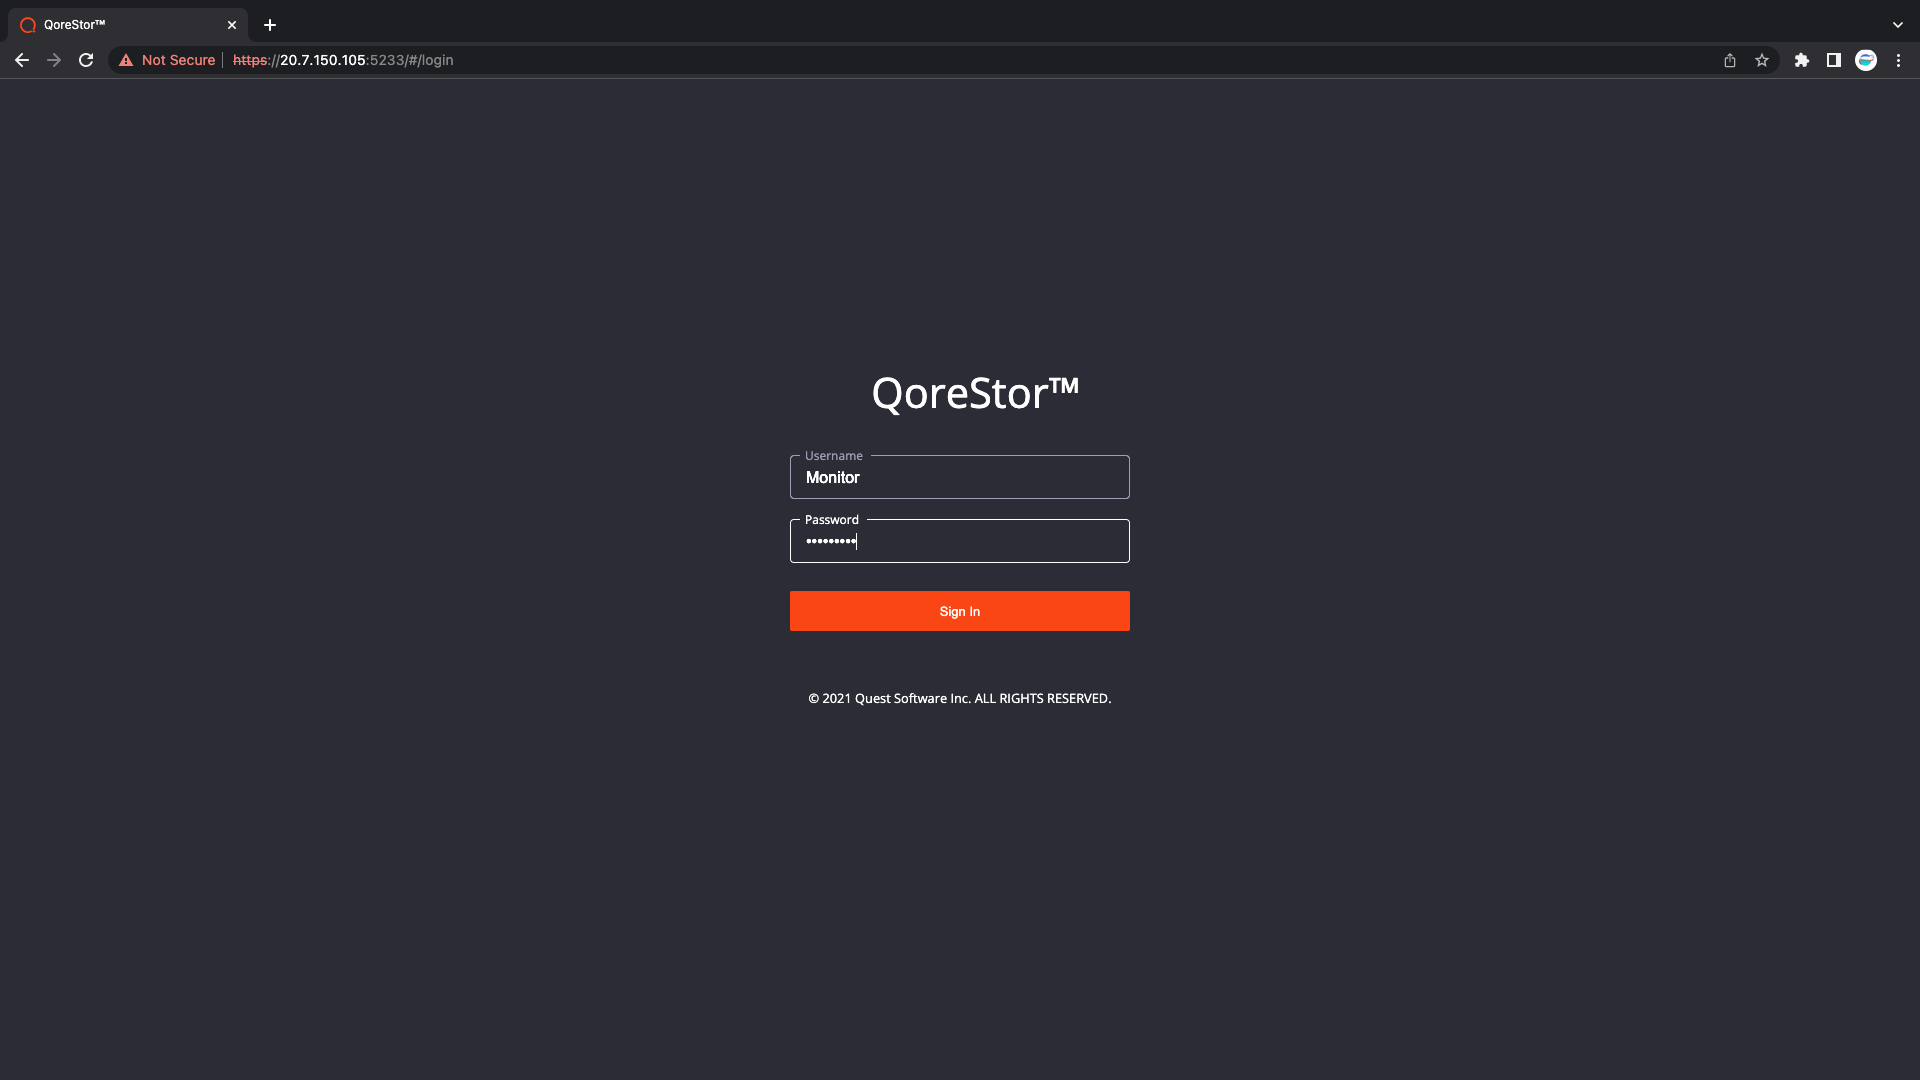 QoreStor™
Not Secure https://20.7.150.105:5233/#/login
QoreStor™
Username
Monitor
Password
•••••••••
Sign In
© 2021 Quest Software Inc. ALL RIGHTS RESERVED.